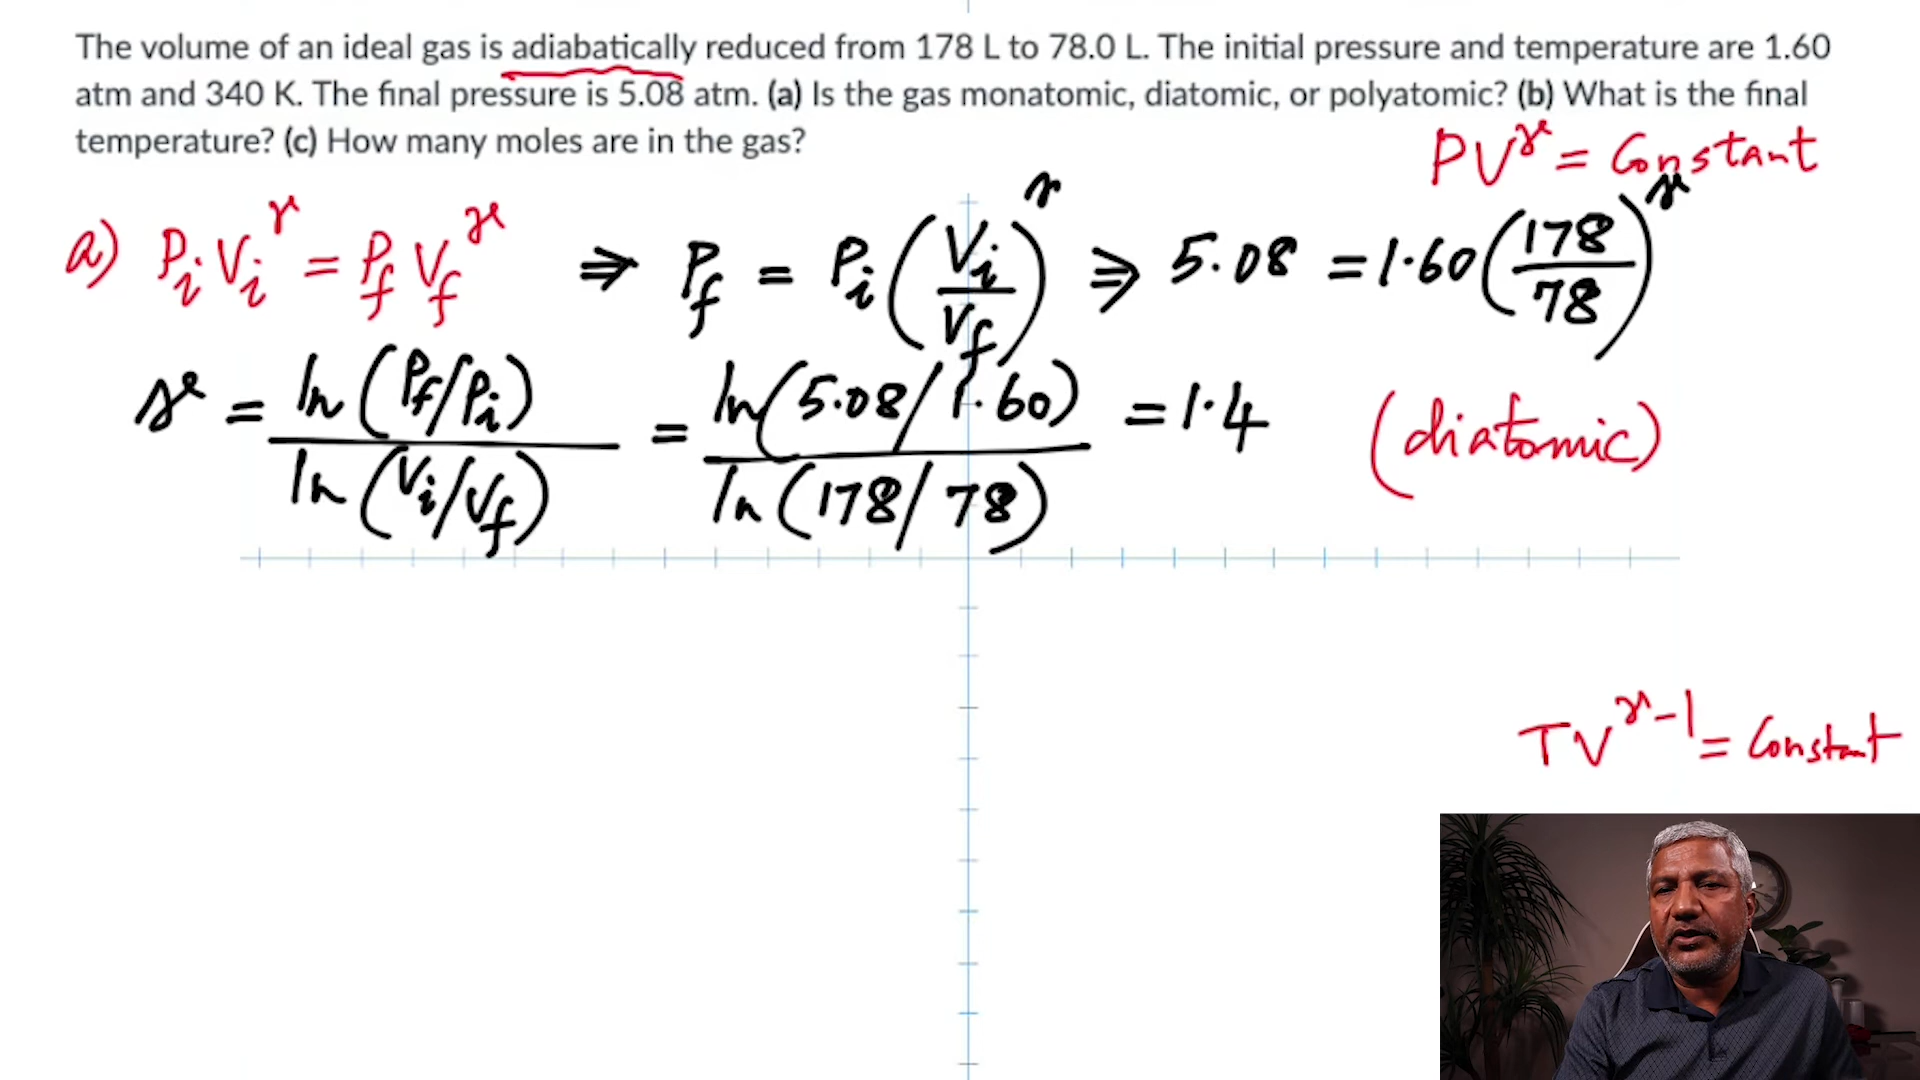 The volume of an ideal gas is adiabatically reduced from 178 L to 78.0 L. The initial pressure and temperature are 1.60
atm and 340 K. The final pressure is 5.08 atm. (a) Is the gas monatomic, diatomic, or polyatomic? (b) What is the final
temperature? (c) How many moles are in the gas?
PV^γ = Constant
a) P_i V_i^γ = P_f V_f^γ ⇒ P_f = P_i (V_i/V_f)^γ ⇒ 5.08 = 1.60 (178/78)^γ
γ = ln (P_f/P_i) / ln (V_i/V_f) = ln(5.08/1.60) / ln (178/78) = 1.4 (diatomic)
TV^γ-1 = Constant